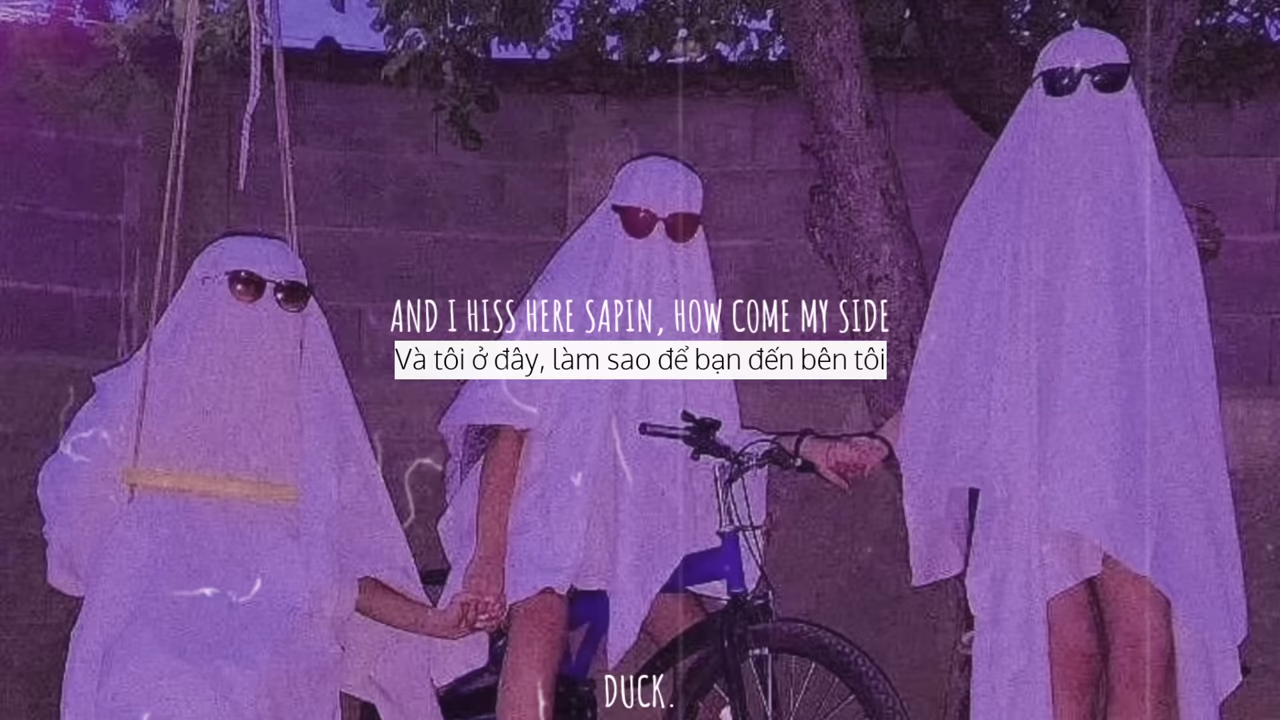 AND I HISS HERE SAPIN, HOW COME MY SIDE
Và tôi ở đây, làm sao để bạn đến bên tôi
DUCK.